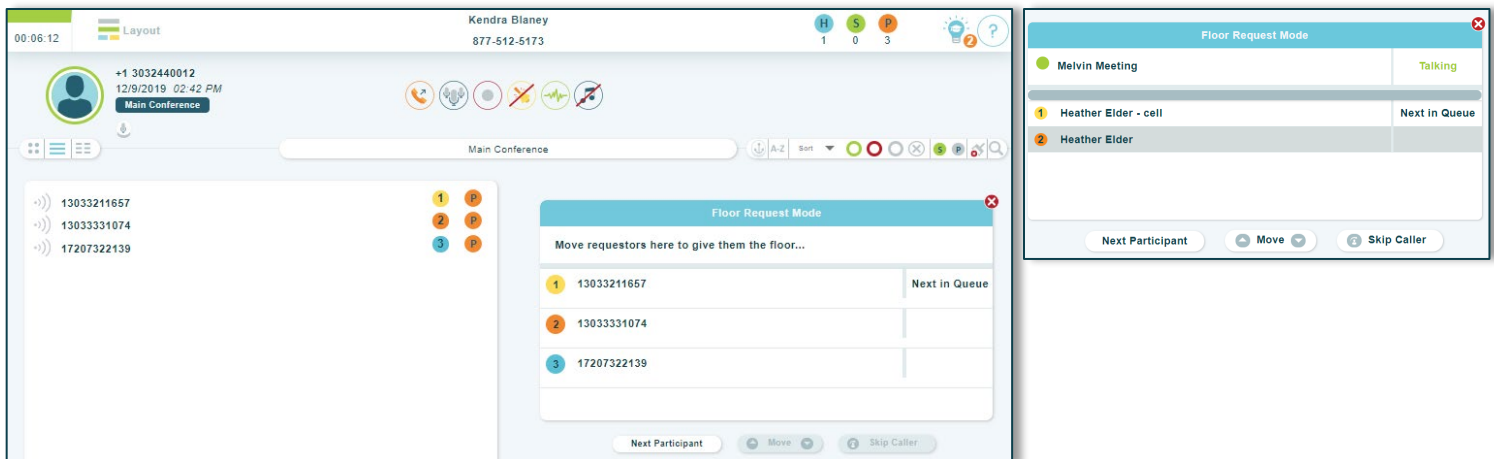 00:06:12
Layout
Kendra Blaney
877-512-5173
H S P
1 0 3
2
?
+1 3032440012
12/9/2019 02:42 PM
Main Conference
Main Conference
A-Z Sort S P
13033211657 1 P
13033331074 2 P
17207322139 3 P
Floor Request Mode
Move requestors here to give them the floor...
1 13033211657 Next in Queue
2 13033331074
3 17207322139
Next Participant Move Skip Caller
Floor Request Mode
Melvin Meeting Talking
1 Heather Elder - cell Next in Queue
2 Heather Elder
Next Participant Move Skip Caller